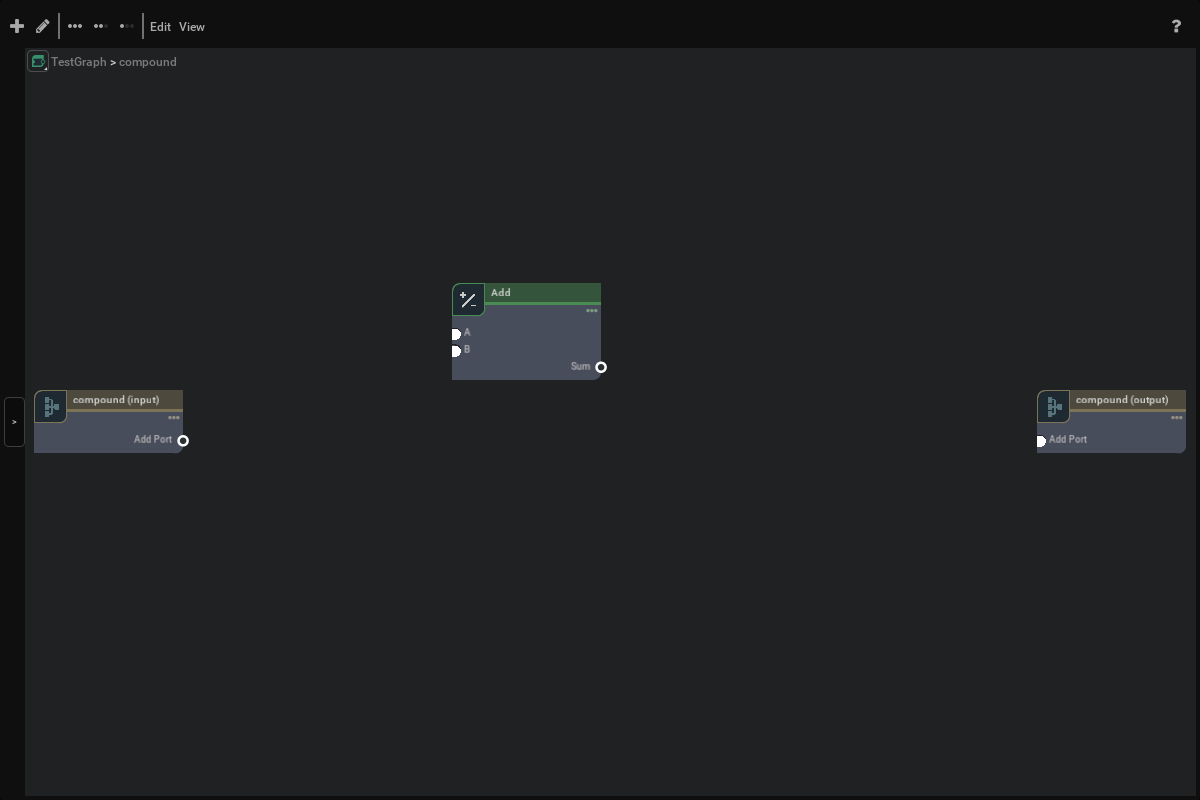 Edit View
?
TestGraph > compound
Add
A
B
Sum
compound (input)
Add Port
compound (output)
Add Port
>